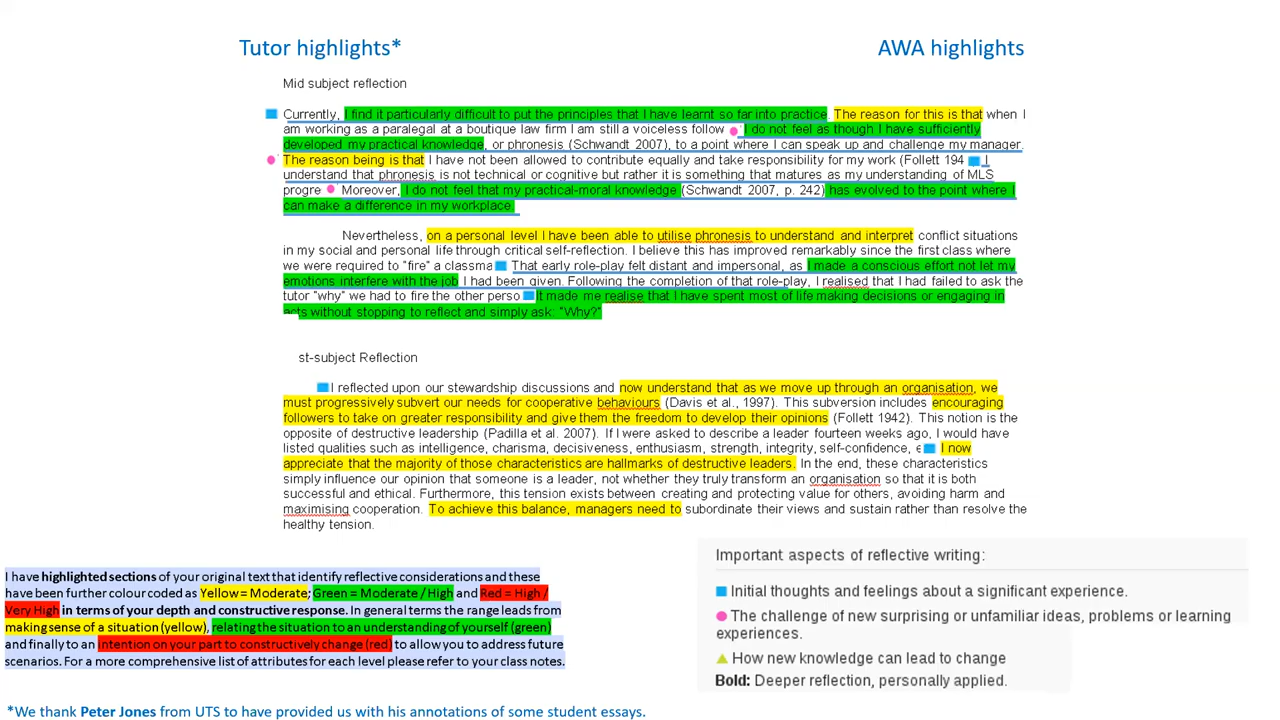 Tutor highlights*
AWA highlights
Mid subject reflection
Currently, I find it particularly difficult to put the principles that I have learnt so far into practice. The reason for this is that when I
am working as a paralegal at a boutique law firm I am still a voiceless follow I do not feel as though I have sufficiently
developed my practical knowledge, or phronesis (Schwandt 2007), to a point where I can speak up and challenge my manager.
The reason being is that I have not been allowed to contribute equally and take responsibility for my work (Follett 194 I
understand that phronesis is not technical or cognitive but rather it is something that matures as my understanding of MLS
progre Moreover, I do not feel that my practical-moral knowledge (Schwandt 2007, p. 242) has evolved to the point where I
can make a difference in my workplace.
Nevertheless, on a personal level I have been able to utilise phronesis to understand and interpret conflict situations
in my social and personal life through critical self-reflection. I believe this has improved remarkably since the first class where
we were required to "fire" a classma That early role-play felt distant and impersonal, as I made a conscious effort not let my
emotions interfere with the job I had been given. Following the completion of that role-play, I realised that I had failed to ask the
tutor "why" we had to fire the other perso It made me realise that I have spent most of life making decisions or engaging in
acts without stopping to reflect and simply ask: "Why?"
st-subject Reflection
I reflected upon our stewardship discussions and now understand that as we move up through an organisation, we
must progressively subvert our needs for cooperative behaviours (Davis et al., 1997). This subversion includes encouraging
followers to take on greater responsibility and give them the freedom to develop their opinions (Follett 1942). This notion is the
opposite of destructive leadership (Padilla et al. 2007). If I were asked to describe a leader fourteen weeks ago, I would have
listed qualities such as intelligence, charisma, decisiveness, enthusiasm, strength, integrity, self-confidence, e I now
appreciate that the majority of those characteristics are hallmarks of destructive leaders. In the end, these characteristics
simply influence our opinion that someone is a leader, not whether they truly transform an organisation so that it is both
successful and ethical. Furthermore, this tension exists between creating and protecting value for others, avoiding harm and
maximising cooperation. To achieve this balance, managers need to subordinate their views and sustain rather than resolve the
healthy tension.
I have highlighted sections of your original text that identify reflective considerations and these
have been further colour coded as Yellow = Moderate; Green = Moderate / High and Red = High /
Very High in terms of your depth and constructive response. In general terms the range leads from
making sense of a situation (yellow), relating the situation to an understanding of yourself (green)
and finally to an intention on your part to constructively change (red) to allow you to address future
scenarios. For a more comprehensive list of attributes for each level please refer to your class notes.
Important aspects of reflective writing:
Initial thoughts and feelings about a significant experience.
The challenge of new surprising or unfamiliar ideas, problems or learning
experiences.
How new knowledge can lead to change
Bold: Deeper reflection, personally applied.
*We thank Peter Jones from UTS to have provided us with his annotations of some student essays.